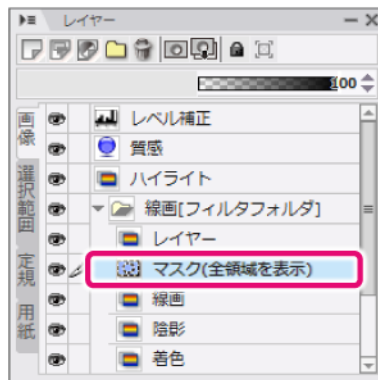 レイヤー
100
画像
選択範囲
定規
用紙
レベル補正
質感
ハイライト
線画[フィルタフォルダ]
レイヤー
マスク(全領域を表示)
線画
陰影
着色